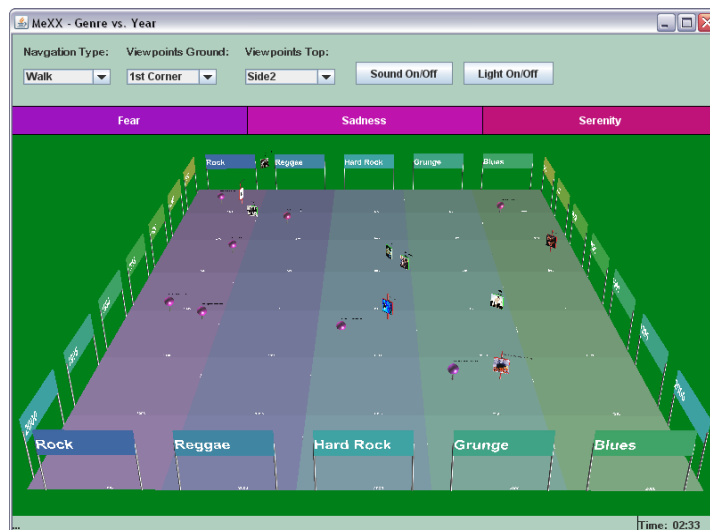 MeXX - Genre vs. Year
Navgation Type: Viewpoints Ground: Viewpoints Top:
Walk 1st Corner Side2 Sound On/Off Light On/Off
Fear Sadness Serenity
Rock Reggae Hard Rock Grunge Blues
Rock Reggae Hard Rock Grunge Blues
... Time: 02:33